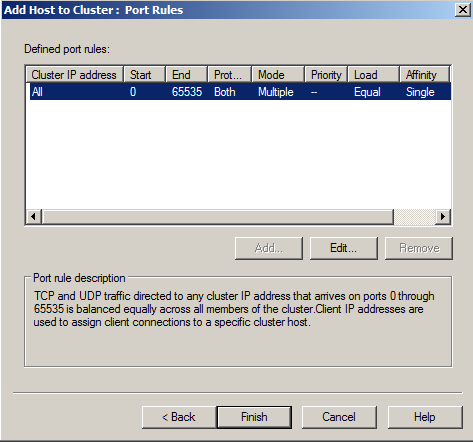 Add Host to Cluster : Port Rules
Defined port rules:
Cluster IP address Start End Prot... Mode Priority Load Affinity
All 0 65535 Both Multiple -- Equal Single
Add... Edit... Remove
Port rule description
TCP and UDP traffic directed to any cluster IP address that arrives on ports 0 through
65535 is balanced equally across all members of the cluster.Client IP addresses are
used to assign client connections to a specific cluster host.
< Back Finish Cancel Help